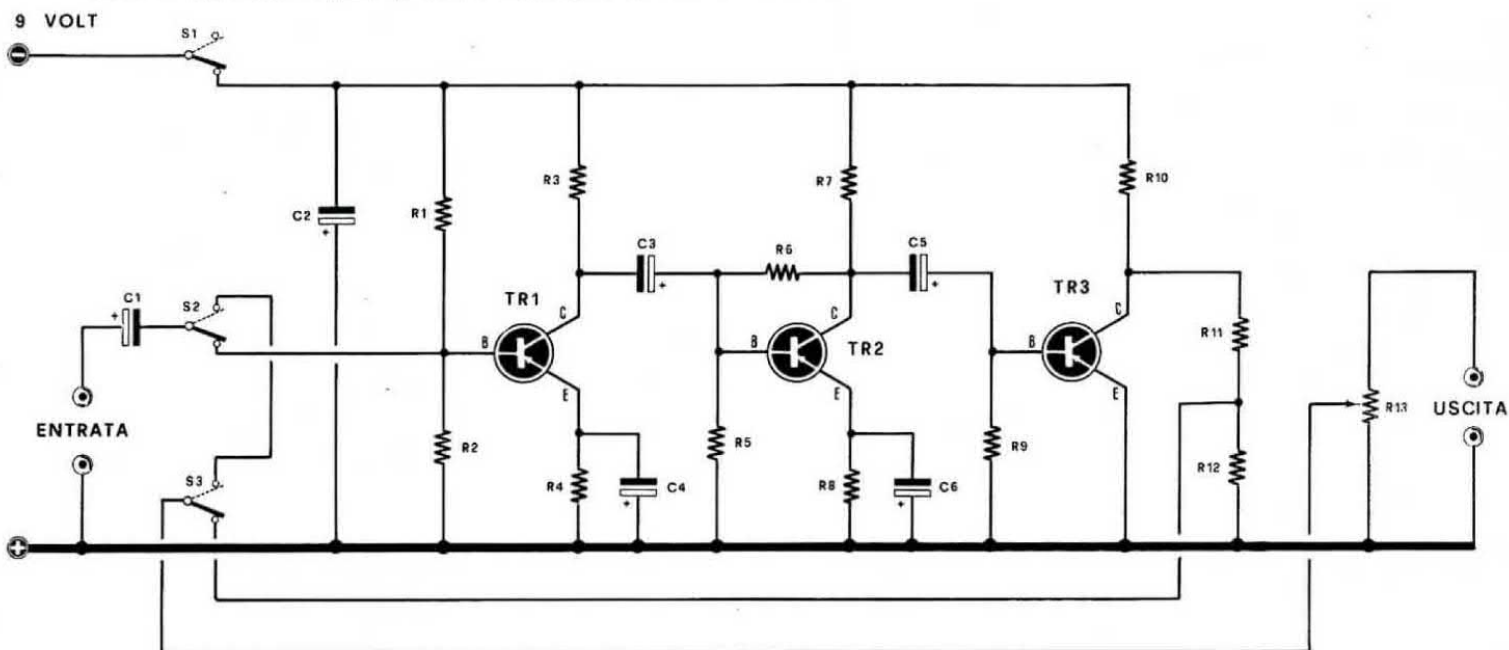 9 VOLT
S1
C2
R1
R3
R7
R10
C3
R6
C5
C1
S2
TR1
C
B
E
TR2
C
B
E
TR3
C
B
E
R11
R13
USCITA
ENTRATA
R2
R5
R9
R12
S3
R4
C4
R8
C6
+
+
+
+
+
+
+